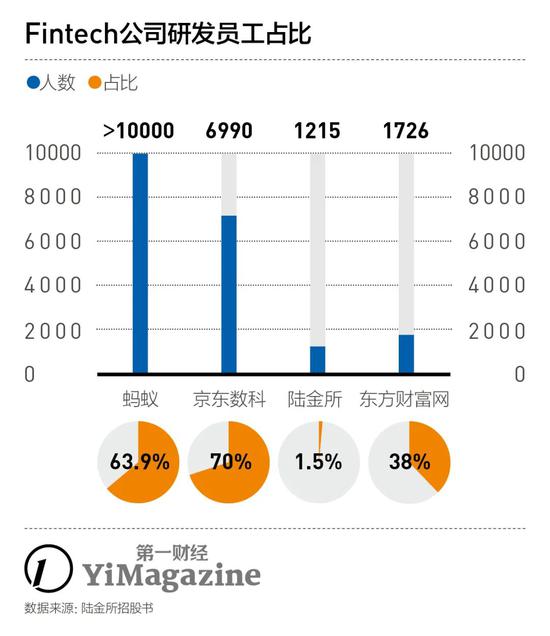 Fintech公司研发员工占比
人数 占比
>10000 6990 1215 1726
10000 10000
8000 8000
6000 6000
4000 4000
2000 2000
0 0
蚂蚁 京东数科 陆金所 东方财富网
63.9% 70% 1.5% 38%
第一财经
YiMagazine
数据来源: 陆金所招股书